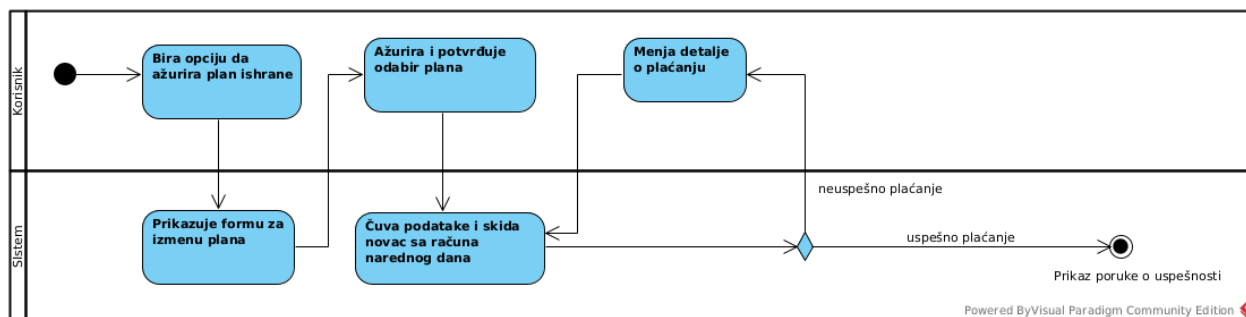 Korisnik
Bira opciju da
ažurira plan ishrane
Ažurira i potvrđuje
odabir plana
Menja detalje
o plaćanju
SIstem
Prikazuje formu za
izmenu plana
Čuva podatake i skida
novac sa računa
narednog dana
neuspešno plaćanje
uspešno plaćanje
Prikaz poruke o uspešnosti
Powered ByVisual Paradigm Community Edition